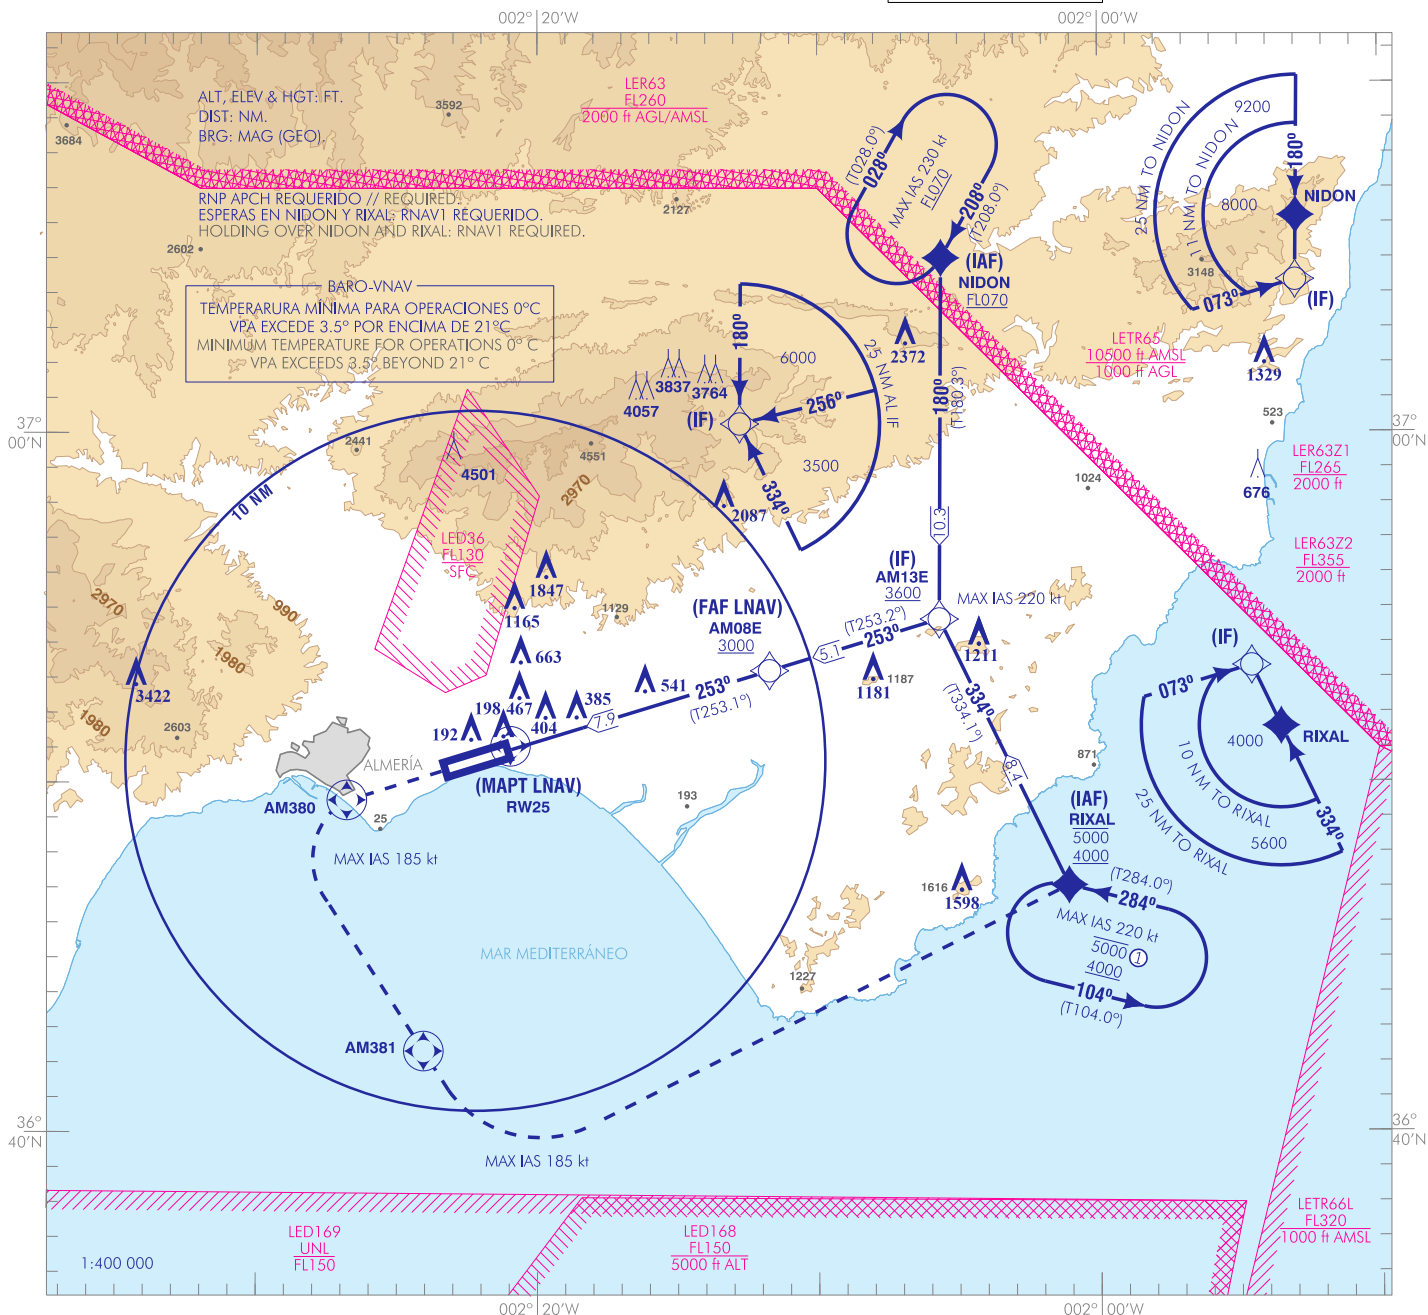 002° 20'W
002° 00'W
ALT, ELEV & HGT: FT.
DIST: NM.
BRG: MAG (GEO).
3592
3684
LER63
FL260
2000 ft AGL/AMSL
RNP APCH REQUERIDO // REQUIRED.
ESPERAS EN NIDON Y RIXAL: RNAV1 REQUERIDO.
HOLDING OVER NIDON AND RIXAL: RNAV1 REQUIRED.
2127
2602
BARO-VNAV
TEMPERARURA MÍNIMA PARA OPERACIONES 0°C
VPA EXCEDE 3.5° POR ENCIMA DE 21°C
MINIMUM TEMPERATURE FOR OPERATIONS 0° C
VPA EXCEEDS 3.5° BEYOND 21° C
(T028.0°)
028°
MAX IAS 230 kt
FL070
208°
(T208.0°)
(IAF)
NIDON
FL070
25 NM TO NIDON
11 NM TO NIDON
9200
8000
180°
NIDON
3148
073°
(IF)
LETR65
10500 ft AMSL
1000 ft AGL
1329
523
2372
180°
6000
25 NM AL IF
256°
(IF)
3500
334°
3837
3764
4057
180°
(T180.3°)
10.3
37°
00'N
37°
00'N
2441
4501
4551
2970
2087
10 NM
LED36
FL130
SFC
1024
LER63Z1
FL265
2000 ft
676
LER63Z2
FL355
2000 ft
1847
1165
1129
2970
990
1980
1980
(IF)
AM13E
3600
MAX IAS 220 kt
(FAF LNAV)
AM08E
3000
(T253.2°)
253°
5.1
1211
1181
1187
663
541
253°
(T253.1°)
7.9
385
404
467
198
192
3422
2603
334°
(T334.1°)
8.4
(IF)
073°
4000
RIXAL
10 NM TO RIXAL
25 NM TO RIXAL
5600
334°
871
ALMERÍA
AM380
(MAPT LNAV)
RW25
193
25
MAX IAS 185 kt
(IAF)
RIXAL
5000
4000
(T284.0°)
284°
1616
1598
MAX IAS 220 kt
5000 1
4000
104°
(T104.0°)
MAR MEDITERRÁNEO
1227
AM381
36°
40'N
36°
40'N
MAX IAS 185 kt
LED169
UNL
FL150
LED168
FL150
5000 ft ALT
LETR66L
FL320
1000 ft AMSL
1:400 000
002° 20'W
002° 00'W